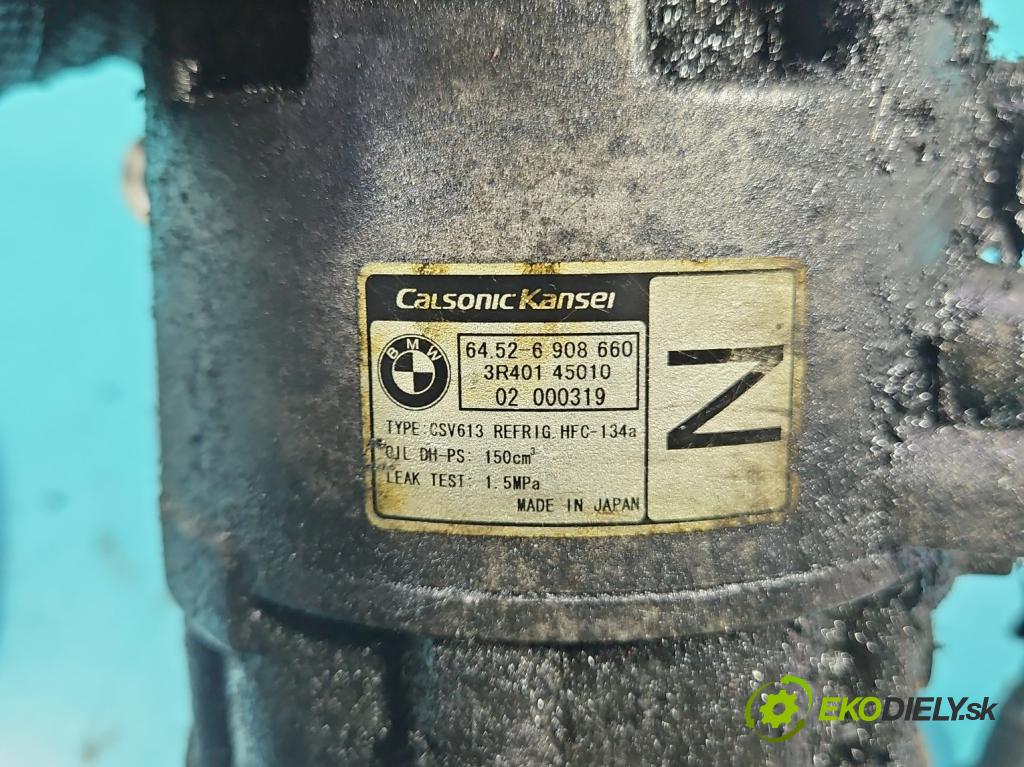 Calsonic Kansei
BMW
64.52-6 908 660
3R401 45010
02 000319
TYPE: CSV613 REFRIG. HFC-134a
OIL DH-PS: 150cm³
LEAK TEST: 1.5MPa
MADE IN JAPAN
Z
EKODIELY.sk